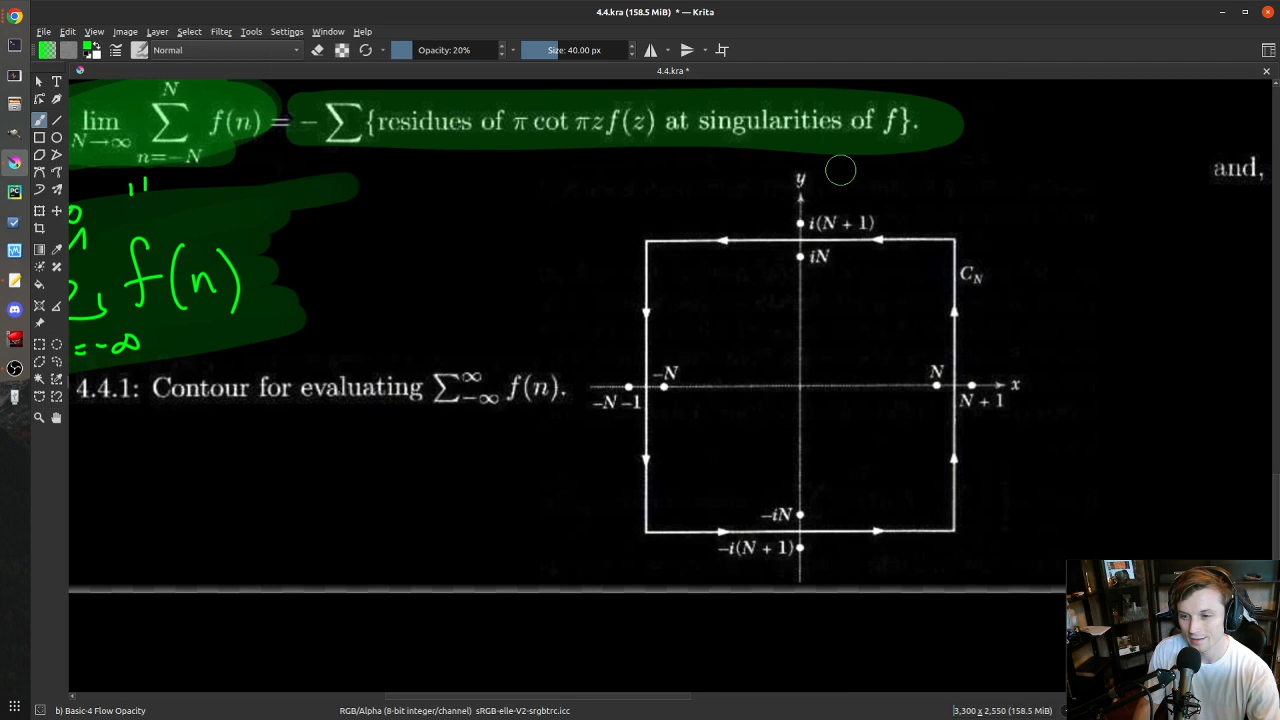 4.4.kra (158.5 MiB) * — Krita
File Edit View Image Layer Select Filter Tools Settings Window Help
Normal
Opacity: 20%
Size: 40.00 px
4.4.kra *
lim N→∞ ∑ N n=−N f(n) = − ∑{residues of π cot πzf(z) at singularities of f}.
and,
y
i(N + 1)
iN
C_N
f(n)
= -∞
4.4.1: Contour for evaluating ∑_{−∞}^{∞} f(n).
−N
N
x
−N −1
N + 1
−iN
−i(N + 1)
b) Basic-4 Flow Opacity
RGB/Alpha (8-bit integer/channel) sRGB-elle-V2-srgbtrc.icc
3,300 x 2,550 (158.5 MiB)